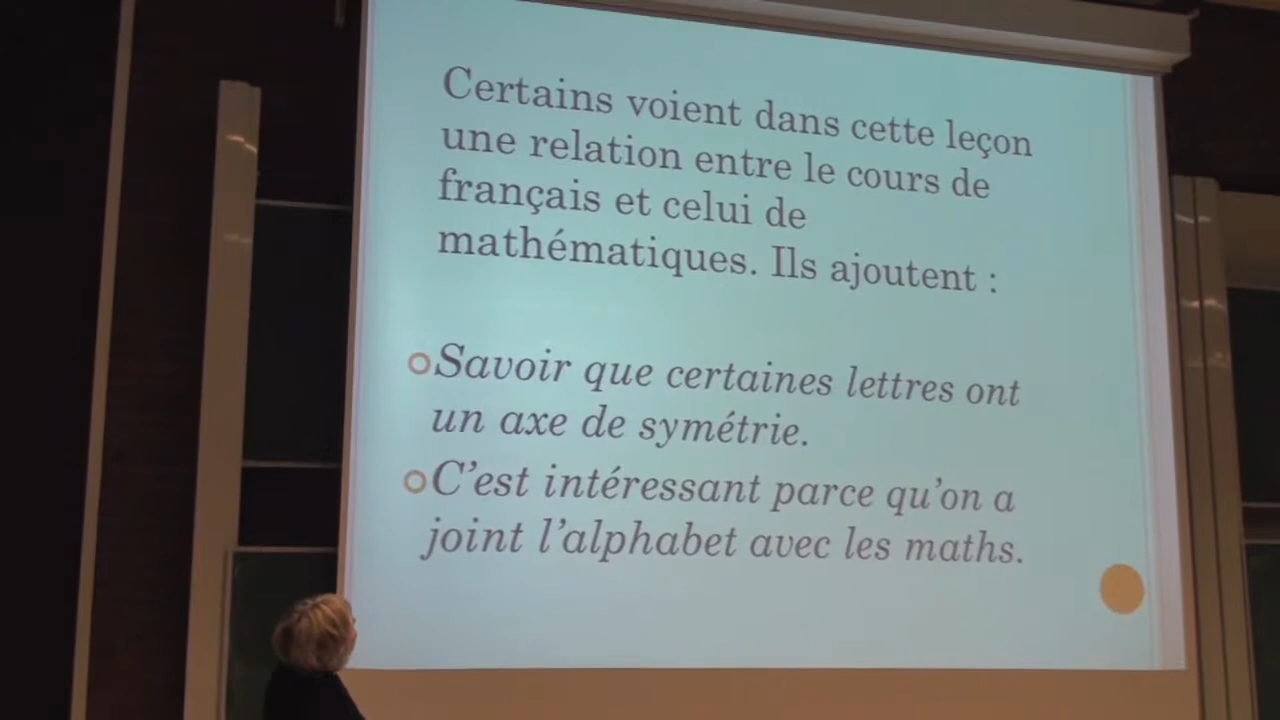 Certains voient dans cette leçon
une relation entre le cours de
français et celui de
mathématiques. Ils ajoutent :
Savoir que certaines lettres ont
un axe de symétrie.
C'est intéressant parce qu'on a
joint l'alphabet avec les maths.